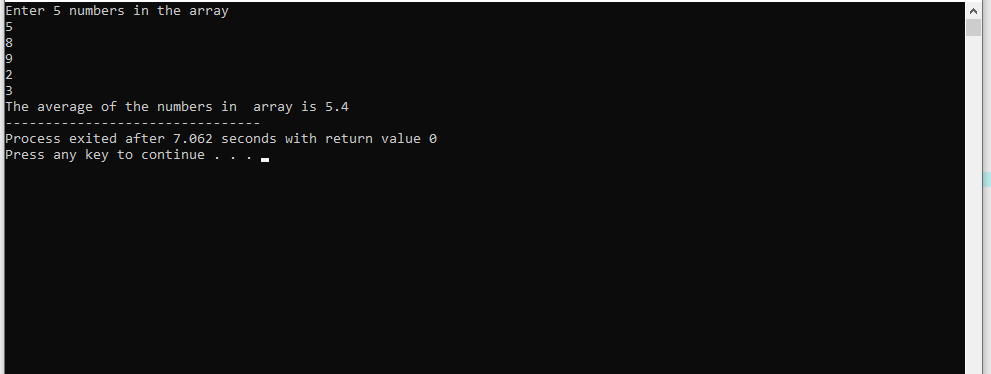 Enter 5 numbers in the array
5
8
9
2
3
The average of the numbers in  array is 5.4
--------------------------------
Process exited after 7.062 seconds with return value 0
Press any key to continue . . .